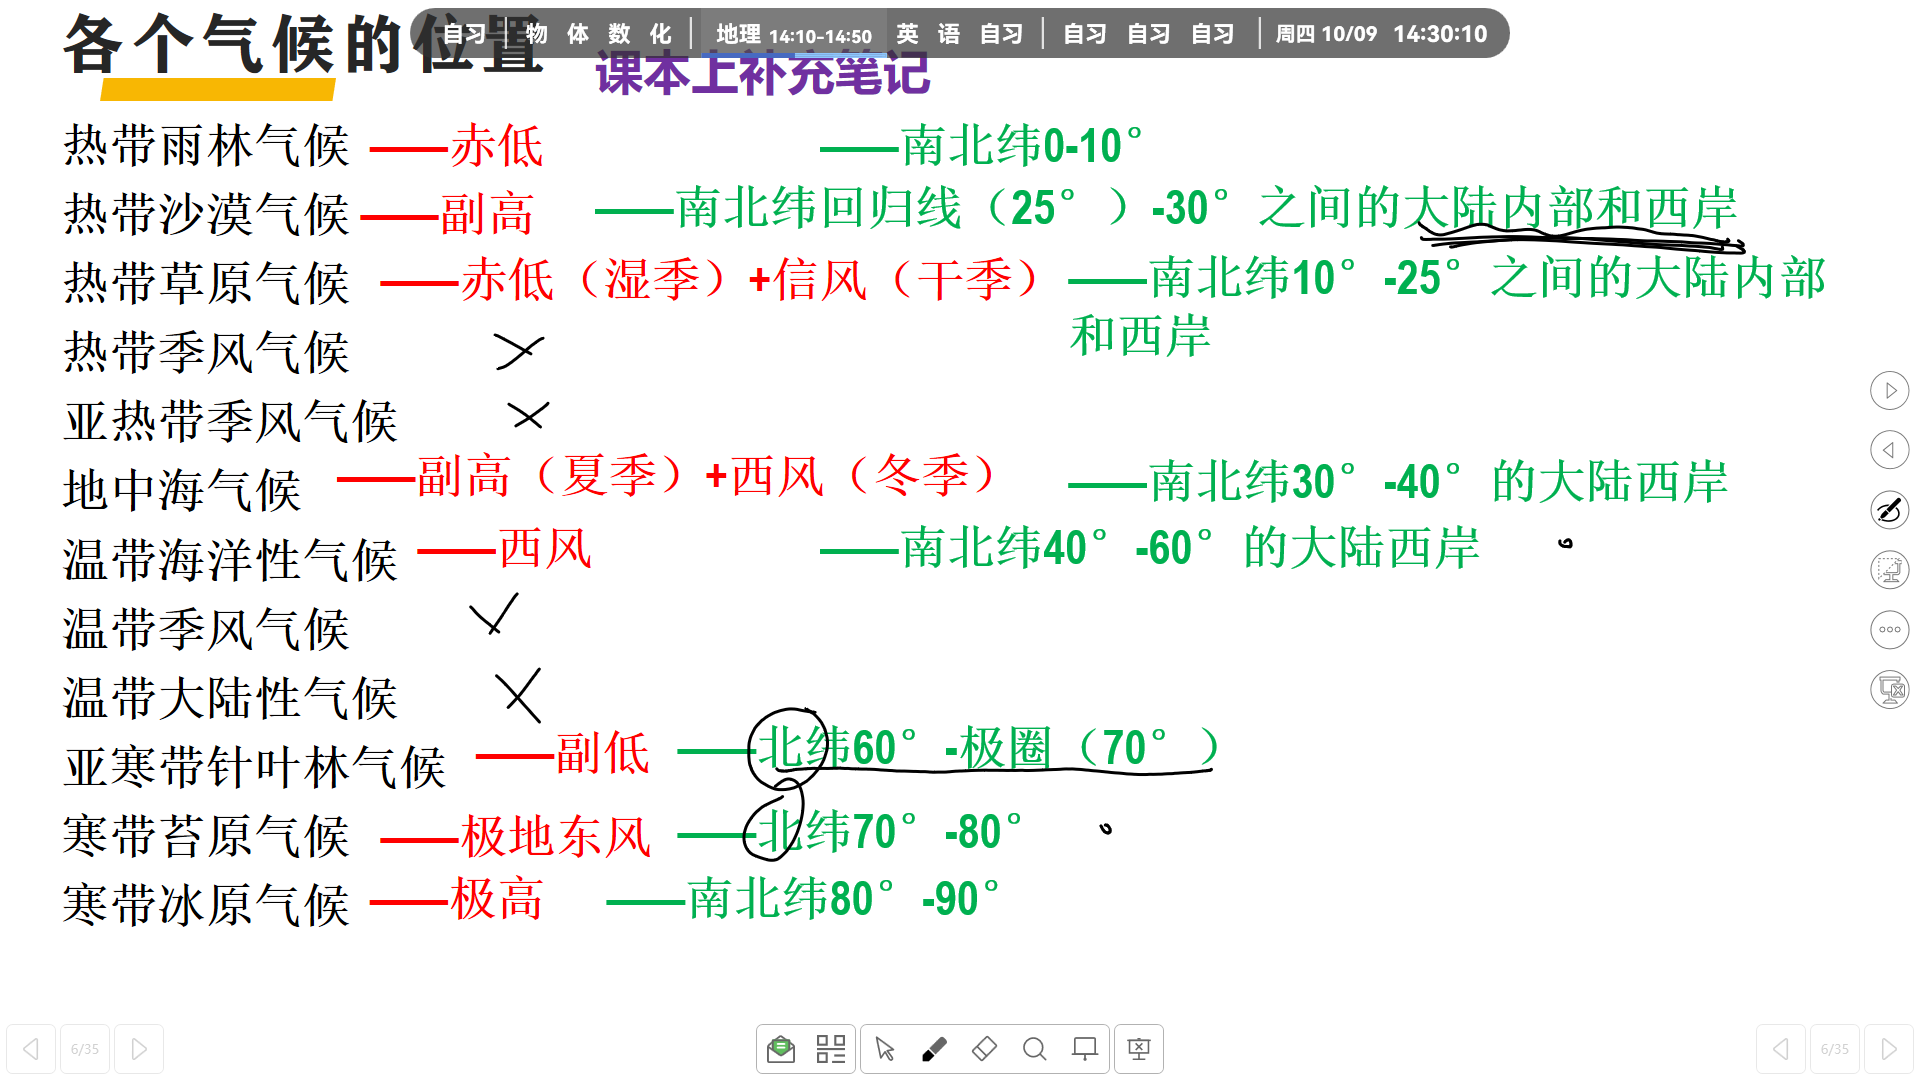 各个气候的位置
自习 物 体 数 化 地理 14:10-14:50 英 语 自习 自习 自习 自习 周四 10/09 14:30:10
课本上补充笔记
热带雨林气候 ——赤低 ——南北纬0-10°
热带沙漠气候 ——副高 ——南北纬回归线（25°）-30°之间的大陆内部和西岸
热带草原气候 ——赤低（湿季）+信风（干季） ——南北纬10°-25°之间的大陆内部
和西岸
热带季风气候
亚热带季风气候
地中海气候 ——副高（夏季）+西风（冬季） ——南北纬30°-40°的大陆西岸
温带海洋性气候 ——西风 ——南北纬40°-60°的大陆西岸
温带季风气候
温带大陆性气候
亚寒带针叶林气候 ——副低 ——北纬60°-极圈（70°）
寒带苔原气候 ——极地东风 ——北纬70°-80°
寒带冰原气候 ——极高 ——南北纬80°-90°
6/35 6/35